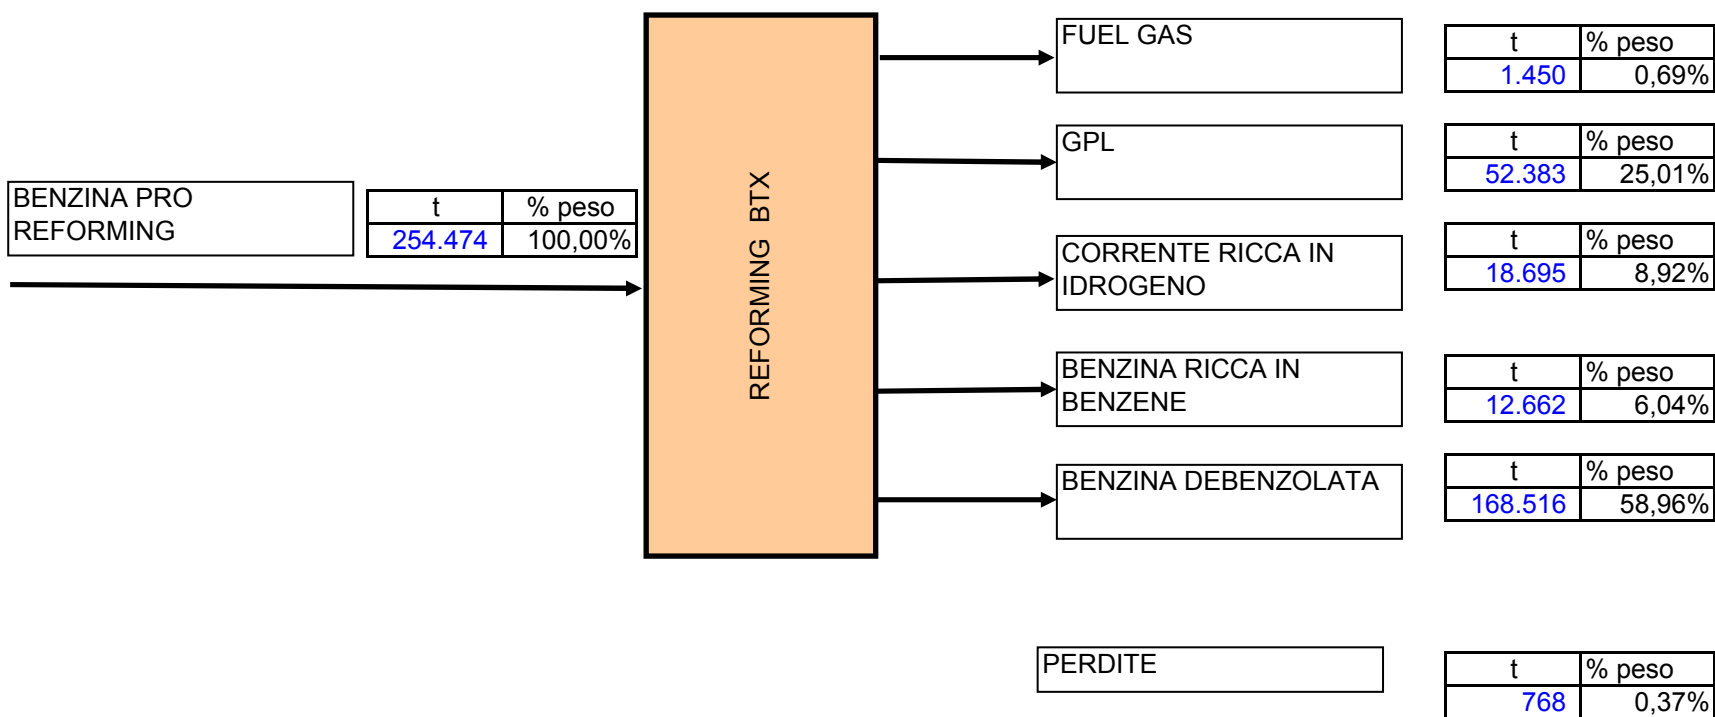 BENZINA PRO
REFORMING
t % peso
254.474 100,00%
REFORMING BTX
FUEL GAS
t % peso
1.450 0,69%
GPL
t % peso
52.383 25,01%
CORRENTE RICCA IN
IDROGENO
t % peso
18.695 8,92%
BENZINA RICCA IN
BENZENE
t % peso
12.662 6,04%
BENZINA DEBENZOLATA
t % peso
168.516 58,96%
PERDITE
t % peso
768 0,37%